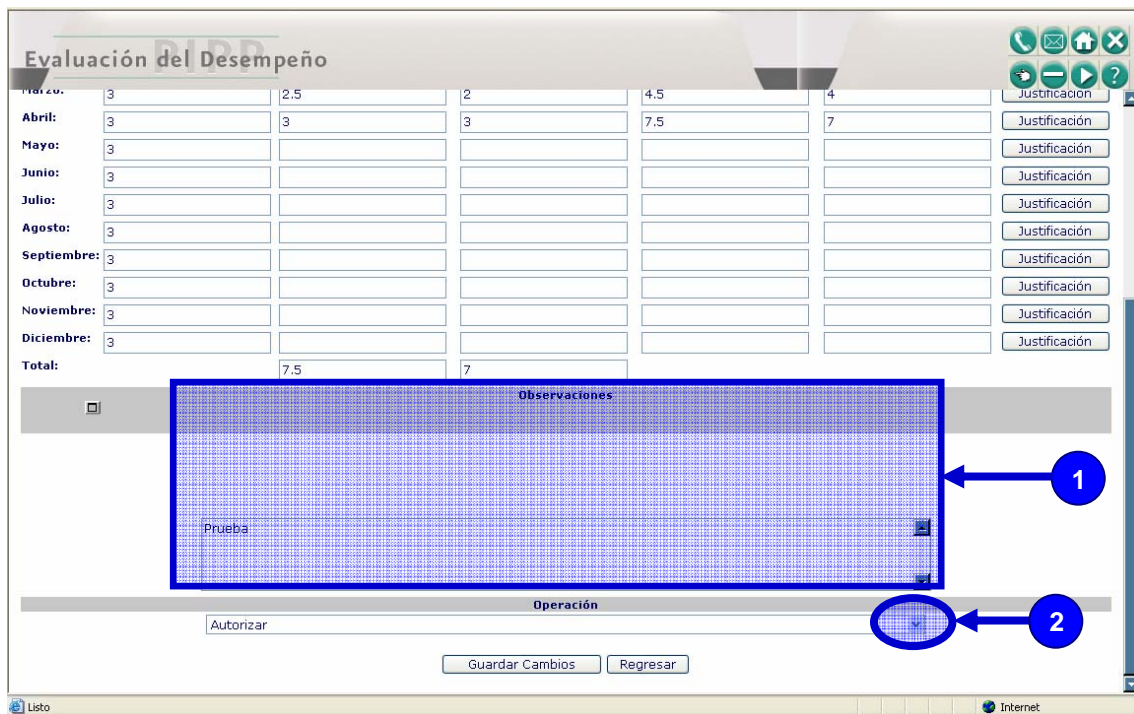 PIPP
Evaluación del Desempeño
Marzo: 3 2.5 2 4.5 4 Justificación
Abril: 3 3 3 7.5 7 Justificación
Mayo: 3 Justificación
Junio: 3 Justificación
Julio: 3 Justificación
Agosto: 3 Justificación
Septiembre: 3 Justificación
Octubre: 3 Justificación
Noviembre: 3 Justificación
Diciembre: 3 Justificación
Total: 7.5 7
Observaciones
1
Prueba
Operación
Autorizar
2
Guardar Cambios Regresar
Listo Internet